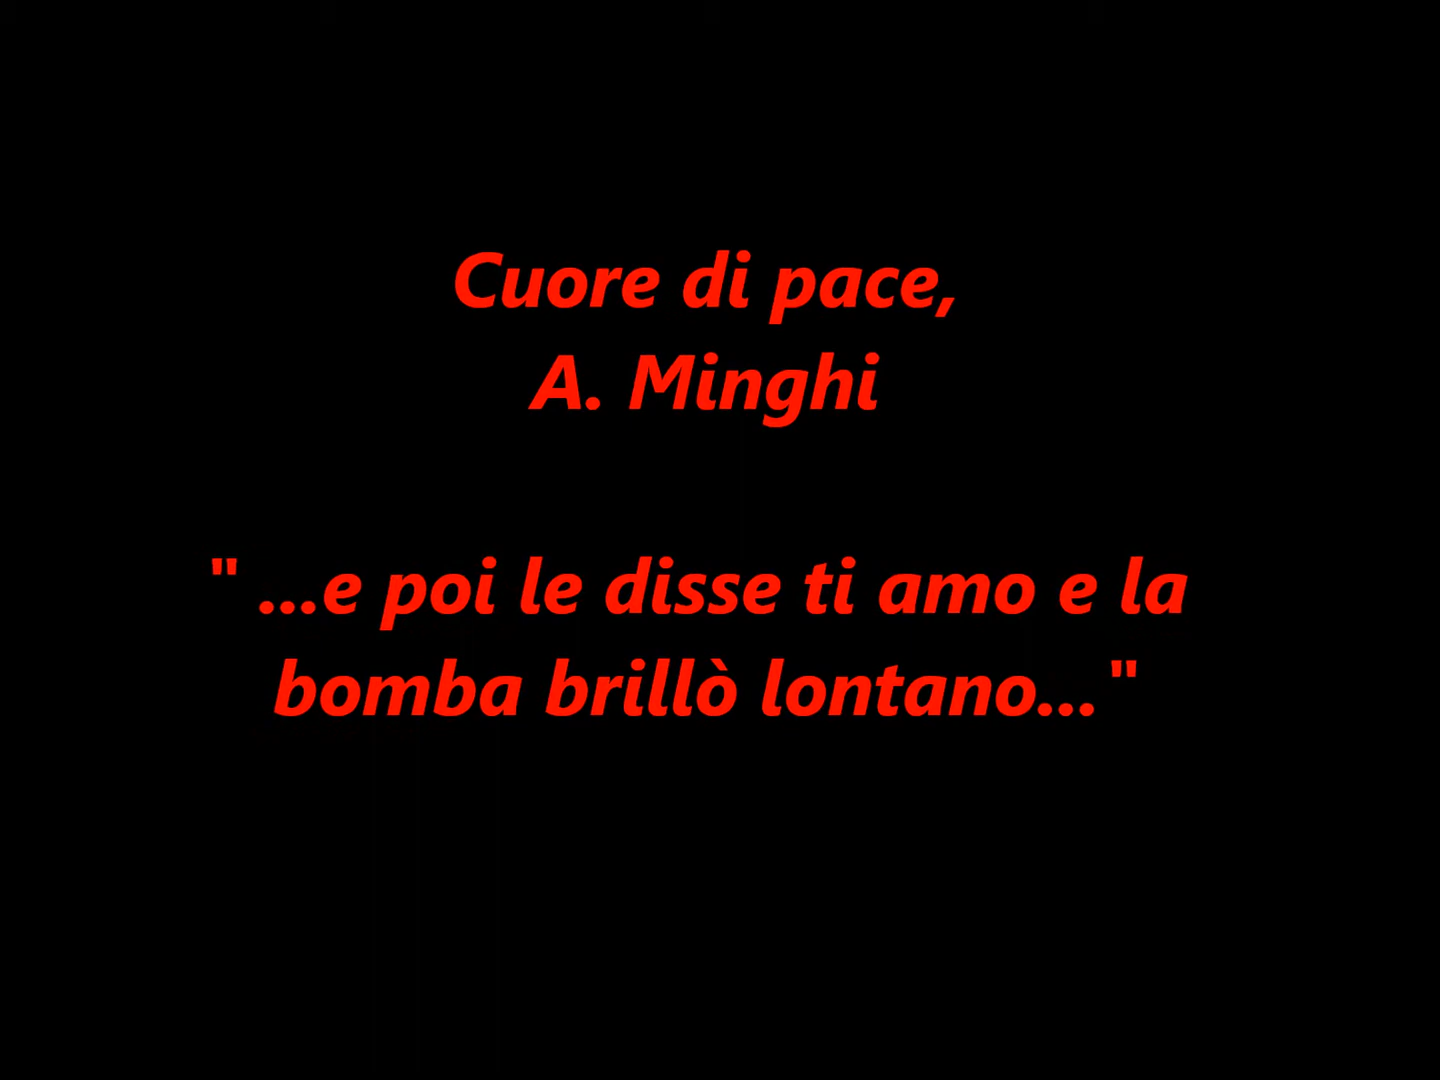 Cuore di pace,
A. Minghi
" ...e poi le disse ti amo e la
bomba brillò lontano..."